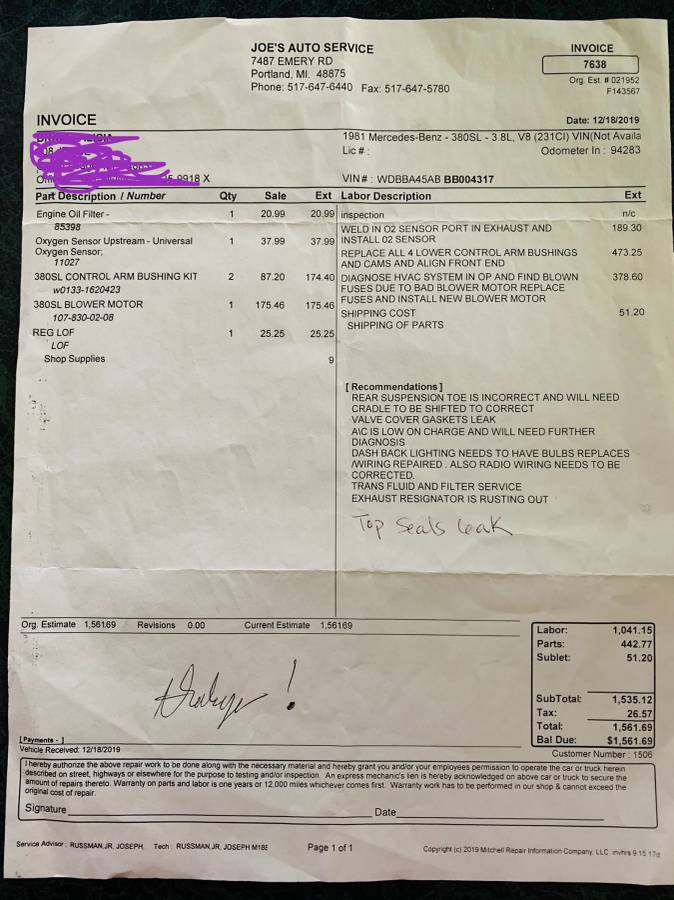 JOE'S AUTO SERVICE
7487 EMERY RD
Portland, MI. 48875
Phone: 517-647-6440 Fax: 517-647-5780
INVOICE
7638
Org. Est. # 021952
F143567
INVOICE
Date: 12/18/2019
1981 Mercedes-Benz - 380SL - 3.8L, V8 (231CI) VIN(Not Availa
Lic # :
Odometer In : 94283
9918 X
VIN# : WDBBA45AB BB004317
Part Description / Number Qty Sale Ext Labor Description Ext
Engine Oil Filter - 1 20.99 20.99
85398
Oxygen Sensor Upstream - Universal 1 37.99 37.99
Oxygen Sensor;
11027
380SL CONTROL ARM BUSHING KIT 2 87.20 174.40
w0133-1620423
380SL BLOWER MOTOR 1 175.46 175.46
107-830-02-08
REG LOF 1 25.25 25.25
LOF
Shop Supplies 9
inspection n/c
WELD IN O2 SENSOR PORT IN EXHAUST AND 189.30
INSTALL 02 SENSOR
REPLACE ALL 4 LOWER CONTROL ARM BUSHINGS 473.25
AND CAMS AND ALIGN FRONT END
DIAGNOSE HVAC SYSTEM IN OP AND FIND BLOWN 378.60
FUSES DUE TO BAD BLOWER MOTOR REPLACE
FUSES AND INSTALL NEW BLOWER MOTOR
SHIPPING COST 51.20
SHIPPING OF PARTS
[ Recommendations ]
REAR SUSPENSION TOE IS INCORRECT AND WILL NEED
CRADLE TO BE SHIFTED TO CORRECT
VALVE COVER GASKETS LEAK
A\C IS LOW ON CHARGE AND WILL NEED FURTHER
DIAGNOSIS
DASH BACK LIGHTING NEEDS TO HAVE BULBS REPLACES
/WIRING REPAIRED . ALSO RADIO WIRING NEEDS TO BE
CORRECTED.
TRANS FLUID AND FILTER SERVICE
EXHAUST RESIGNATOR IS RUSTING OUT
Top Seals leak
Org. Estimate 1,561.69 Revisions 0.00 Current Estimate 1,561.69
Labor: 1,041.15
Parts: 442.77
Sublet: 51.20
SubTotal: 1,535.12
Tax: 26.57
Total: 1,561.69
Bal Due: $1,561.69
[Payments - ]
Vehicle Received: 12/18/2019
Customer Number : 1506
I hereby authorize the above repair work to be done along with the necessary material and hereby grant you and/or your employees permission to operate the car or truck herein
described on street, highways or elsewhere for the purpose to testing and/or inspection. An express mechanic's lien is hereby acknowledged on above car or truck to secure the
amount of repairs thereto. Warranty on parts and labor is one years or 12,000 miles whichever comes first. Warranty work has to be performed in our shop & cannot exceed the
original cost of repair.
Signature Date
Service Advisor : RUSSMAN,JR, JOSEPH, Tech : RUSSMAN,JR, JOSEPH M188
Page 1 of 1
Copyright (c) 2019 Mitchell Repair Information Company, LLC invhrs 9.15.17g